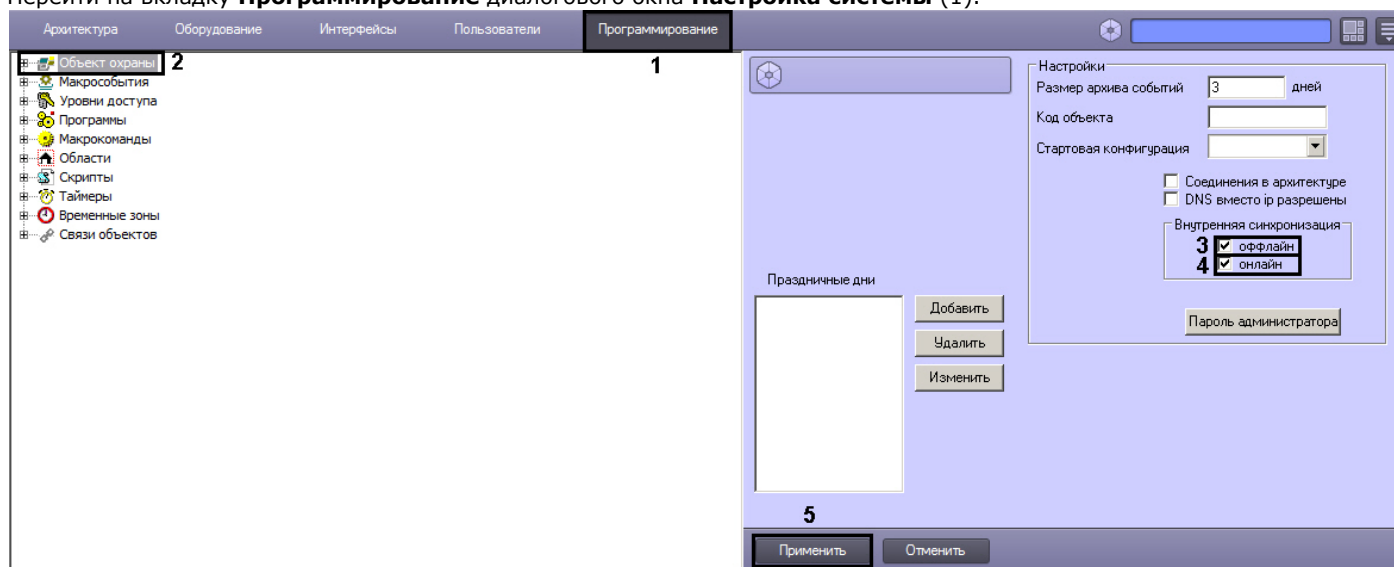 Перейти на вкладку Программирование диалогового окна Настройка системы (1).
Архитектура Оборудование Интерфейсы Пользователи Программирование
1
Объект охраны 2
Макрособытия
Уровни доступа
Программы
Макрокоманды
Области
Скрипты
Таймеры
Временные зоны
Связи объектов
Настройки
Размер архива событий 3 дней
Код объекта
Стартовая конфигурация
Соединения в архитектуре
DNS вместо ip разрешены
Внутренняя синхронизация
3 оффлайн
4 онлайн
Пароль администратора
Праздничные дни
Добавить
Удалить
Изменить
5
Применить Отменить